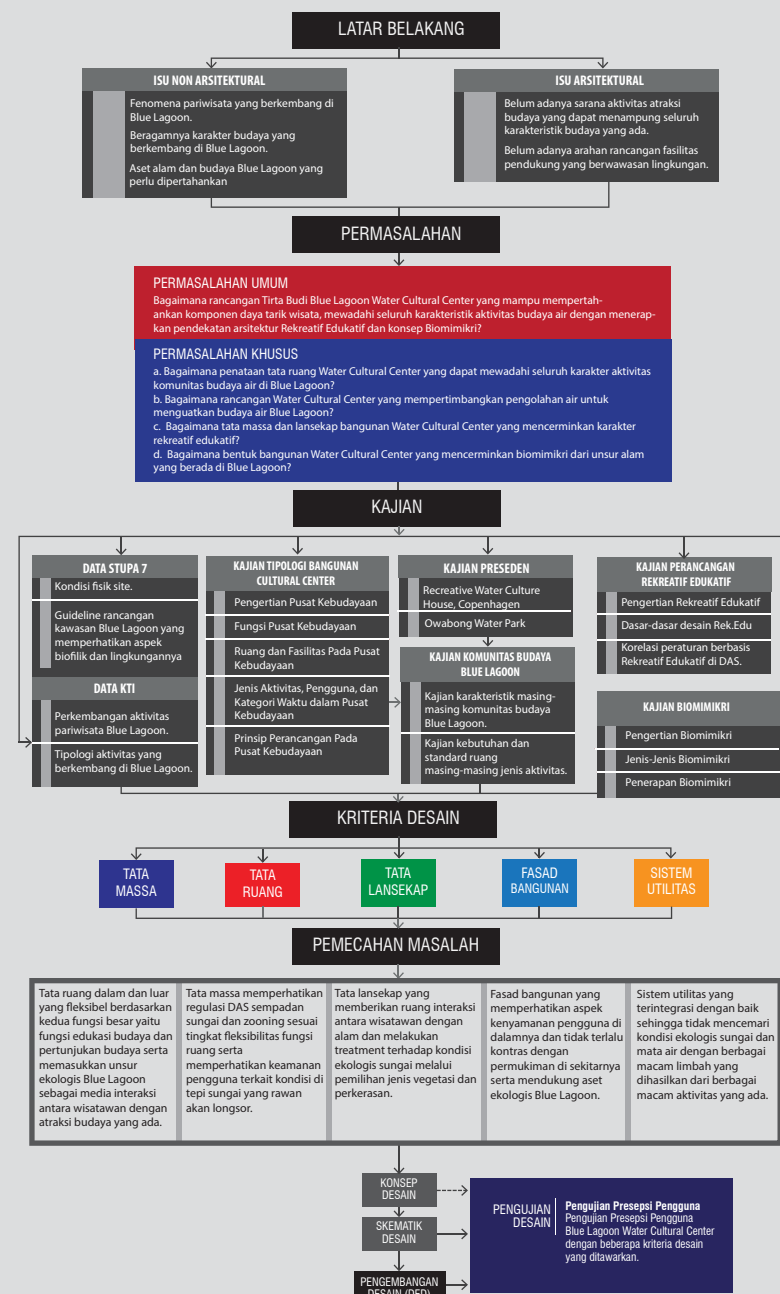 LATAR BELAKANG
ISU NON ARSITEKTURAL
Fenomena pariwisata yang berkembang di
Blue Lagoon.
Beragamnya karakter budaya yang
berkembang di Blue Lagoon.
Aset alam dan budaya Blue Lagoon yang
perlu dipertahankan
ISU ARSITEKTURAL
Belum adanya sarana aktivitas atraksi
budaya yang dapat menampung seluruh
karakteristik budaya yang ada.
Belum adanya arahan rancangan fasilitas
pendukung yang berwawasan lingkungan.
PERMASALAHAN
PERMASALAHAN UMUM
Bagaimana rancangan Tirta Budi Blue Lagoon Water Cultural Center yang mampu mempertah-
ankan komponen daya tarik wisata, mewadahi seluruh karakteristik aktivitas budaya air dengan menerap-
kan pendekatan arsitektur Rekreatif Edukatif dan konsep Biomimikri?
PERMASALAHAN KHUSUS
a. Bagaimana penataan tata ruang Water Cultural Center yang dapat mewadahi seluruh karakter aktivitas
komunitas budaya air di Blue Lagoon?
b. Bagaimana rancangan Water Cultural Center yang mempertimbangkan pengolahan air untuk
menguatkan budaya air Blue Lagoon?
c. Bagaimana tata massa dan lansekap bangunan Water Cultural Center yang mencerminkan karakter
rekreatif edukatif?
d. Bagaimana bentuk bangunan Water Cultural Center yang mencerminkan biomimikri dari unsur alam
yang berada di Blue Lagoon?
KAJIAN
DATA STUPA 7
Kondisi fisik site.
Guideline rancangan
kawasan Blue Lagoon yang
memperhatikan aspek
biofilik dan lingkungannya
DATA KTI
Perkembangan aktivitas
pariwisata Blue Lagoon.
Tipologi aktivitas yang
berkembang di Blue Lagoon.
KAJIAN TIPOLOGI BANGUNAN
CULTURAL CENTER
Pengertian Pusat Kebudayaan
Fungsi Pusat Kebudayaan
Ruang dan Fasilitas Pada Pusat
Kebudayaan
Jenis Aktivitas, Pengguna, dan
Kategori Waktu dalam Pusat
Kebudayaan
Prinsip Perancangan Pada
Pusat Kebudayaan
KAJIAN PRESEDEN
Recreative Water Culture
House, Copenhagen
Owabong Water Park
KAJIAN KOMUNITAS BUDAYA
BLUE LAGOON
Kajian karakteristik masing-
masing komunitas budaya
Blue Lagoon.
Kajian kebutuhan dan
standard ruang
masing-masing jenis aktivitas.
KAJIAN PERANCANGAN
REKREATIF EDUKATIF
Pengertian Rekreatif Edukatif
Dasar-dasar desain Rek.Edu
Korelasi peraturan berbasis
Rekreatif Edukatif di DAS.
KAJIAN BIOMIMIKRI
Pengertian Biomimikri
Jenis-Jenis Biomimikri
Penerapan Biomimikri
KRITERIA DESAIN
TATA
MASSA
TATA
RUANG
TATA
LANSEKAP
FASAD
BANGUNAN
SISTEM
UTILITAS
PEMECAHAN MASALAH
Tata ruang dalam dan luar
yang fleksibel berdasarkan
kedua fungsi besar yaitu
fungsi edukasi budaya dan
pertunjukan budaya serta
memasukkan unsur
ekologis Blue Lagoon
sebagai media interaksi
antara wisatawan dengan
atraksi budaya yang ada.
Tata massa memperhatikan
regulasi DAS sempadan
sungai dan zooning sesuai
tingkat fleksibilitas fungsi
ruang serta
memperhatikan keamanan
pengguna terkait kondisi di
tepi sungai yang rawan
akan longsor.
Tata lansekap yang
memberikan ruang interaksi
antara wisatawan dengan
alam dan melakukan
treatment terhadap kondisi
ekologis sungai melalui
pemilihan jenis vegetasi dan
perkerasan.
Fasad bangunan yang
memperhatikan aspek
kenyamanan pengguna di
dalamnya dan tidak terlalu
kontras dengan
permukiman di sekitarnya
serta mendukung aset
ekologis Blue Lagoon.
Sistem utilitas yang
terintegrasi dengan baik
sehingga tidak mencemari
kondisi ekologis sungai dan
mata air dengan berbagai
macam limbah yang
dihasilkan dari berbagai
macam aktivitas yang ada.
KONSEP
DESAIN
SKEMATIK
DESAIN
PENGEMBANGAN
DESAIN (DED)
PENGUJIAN
DESAIN
Pengujian Presepsi Pengguna
Pengujian Presepsi Pengguna
Blue Lagoon Water Cultural Center
dengan beberapa kriteria desain
yang ditawarkan.